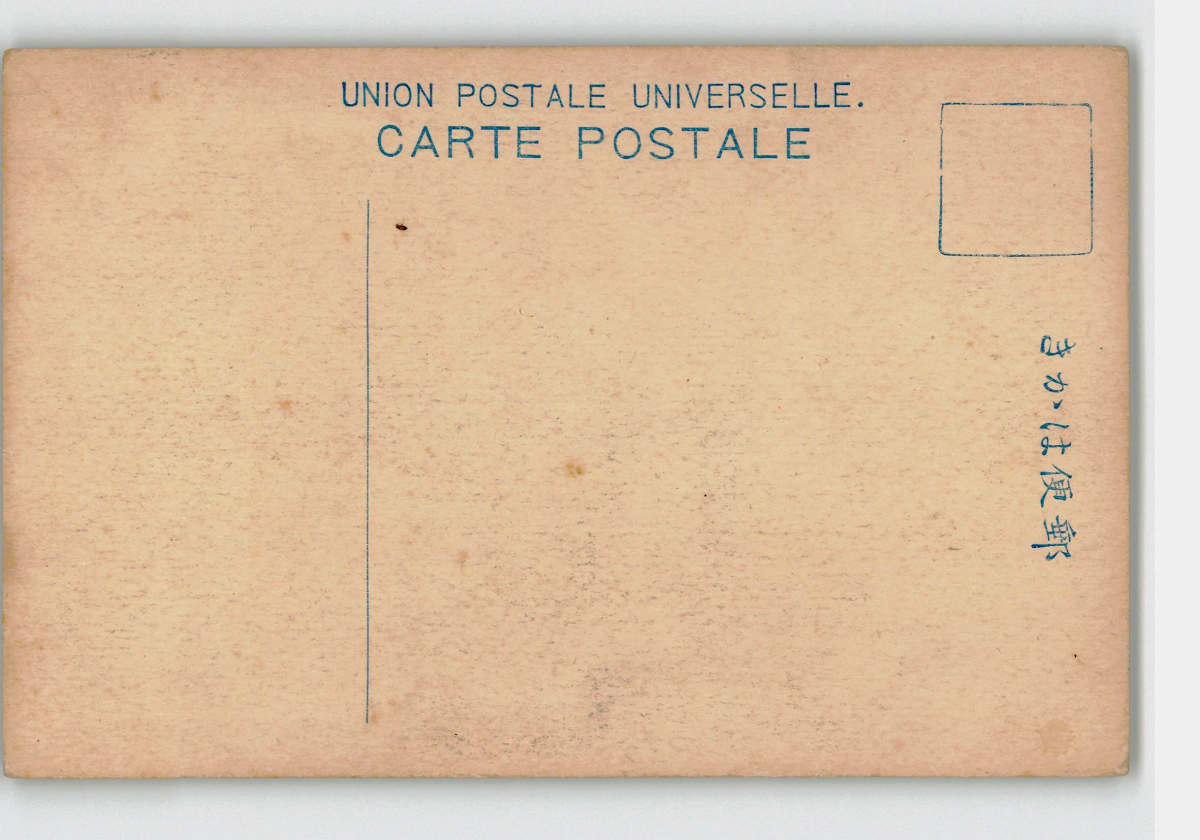 UNION POSTALE UNIVERSELLE.
CARTE POSTALE
きかは便郵